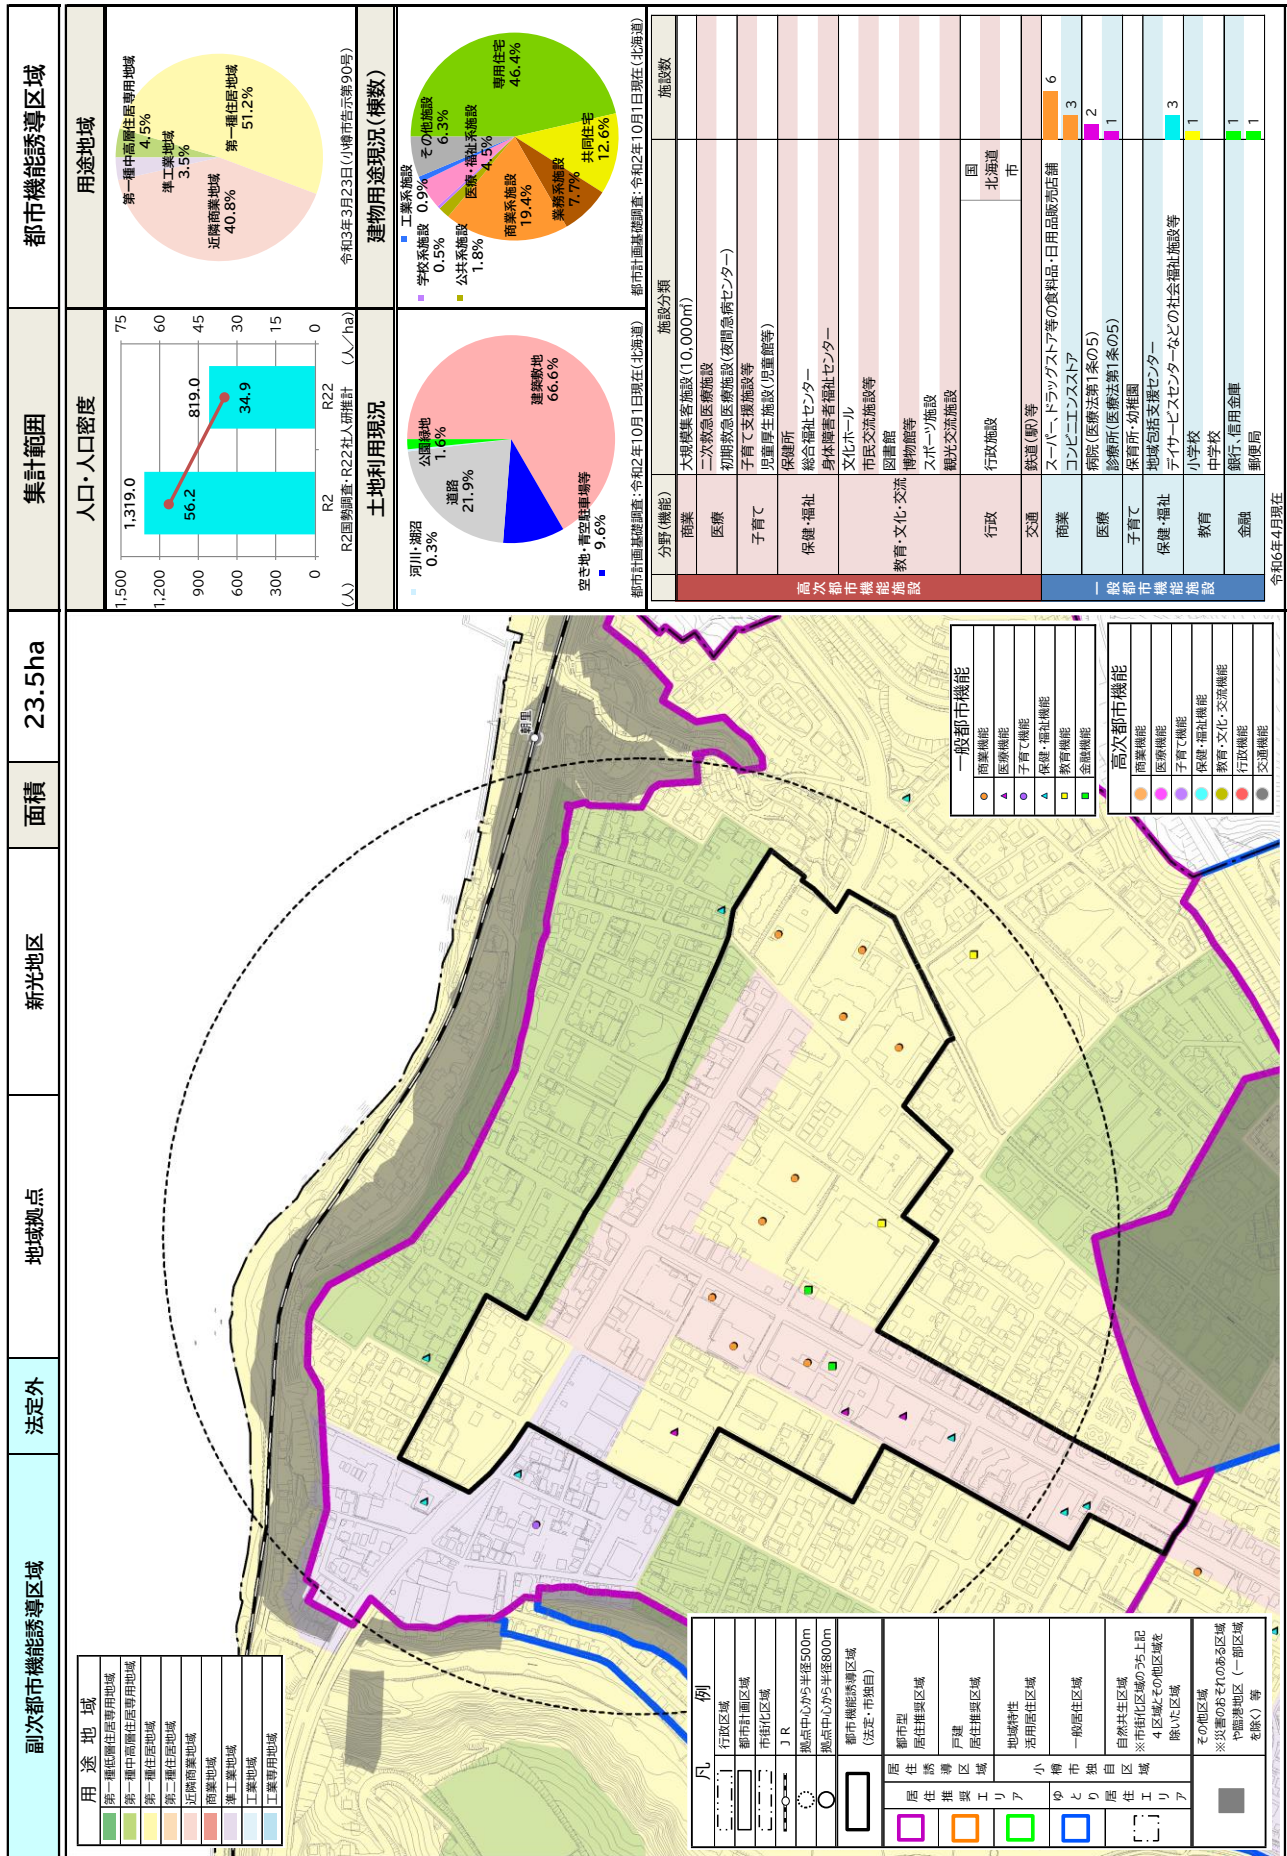 副次都市機能誘導区域
法定外
地域拠点
新光地区
面積
23.5ha
集計範囲
都市機能誘導区域
用途地域
第一種低層住居専用地域
第一種中高層住居専用地域
第一種住居地域
第二種住居地域
近隣商業地域
商業地域
準工業地域
工業地域
工業専用地域
朝里
凡例
行政区域
都市計画区域
市街化区域
JR
拠点中心から半径500m
拠点中心から半径800m
都市機能誘導区域
(法定・市独自)
居住推奨エリア
居住誘導区域
都市型
居住推奨区域
戸建
居住推奨区域
小樽市独自区域
地域特性
活用居住区域
ゆとり居住エリア
一般居住区域
自然共生区域
※市街化区域のうち上記
4区域とその他区域を
除いた区域
その他区域
※災害のおそれのある区域
や臨港地区(一部区域
を除く)等
一般都市機能
商業機能
医療機能
子育て機能
保健・福祉機能
教育機能
金融機能
高次都市機能
商業機能
医療機能
子育て機能
保健・福祉機能
教育・文化・交流機能
行政機能
交通機能
人口・人口密度
1,500
1,200
900
600
300
0
(人)
1,319.0
56.2
819.0
34.9
R2
R22
75
60
45
30
15
0
(人/ha)
R2国勢調査・R22社人研推計
用途地域
第一種中高層住居専用地域
4.5%
準工業地域
3.5%
第一種住居地域
51.2%
近隣商業地域
40.8%
令和3年3月23日(小樽市告示第90号)
土地利用現況
河川・湖沼
0.3%
公園緑地
1.6%
道路
21.9%
建築敷地
66.6%
空き地・青空駐車場等
9.6%
都市計画基礎調査:令和2年10月1日現在(北海道)
建物用途現況(棟数)
工業系施設
0.9%
学校系施設
0.5%
公共系施設
1.8%
その他施設
6.3%
医療・福祉系施設
4.5%
商業系施設
19.4%
業務系施設
7.7%
共同住宅
12.6%
専用住宅
46.4%
都市計画基礎調査:令和2年10月1日現在(北海道)
分野(機能)
施設分類
施設数
高次都市機能施設
商業
大規模集客施設(10,000㎡)
医療
二次救急医療施設
初期救急医療施設(夜間急病センター)
子育て
子育て支援施設等
児童厚生施設(児童館等)
保健・福祉
保健所
総合福祉センター
身体障害者福祉センター
教育・文化・交流
文化ホール
市民交流施設等
図書館
博物館等
スポーツ施設
観光交流施設
行政
行政施設
国
北海道
市
交通
鉄道(駅)等
一般都市機能施設
商業
スーパー、ドラッグストア等の食料品・日用品販売店舗 6
コンビニエンスストア 3
医療
病院(医療法第1条の5) 2
診療所(医療法第1条の5) 1
子育て
保育所・幼稚園
保健・福祉
地域包括支援センター
デイサービスセンターなどの社会福祉施設等 3
教育
小学校 1
中学校
金融
銀行、信用金庫 1
郵便局 1
令和6年4月現在